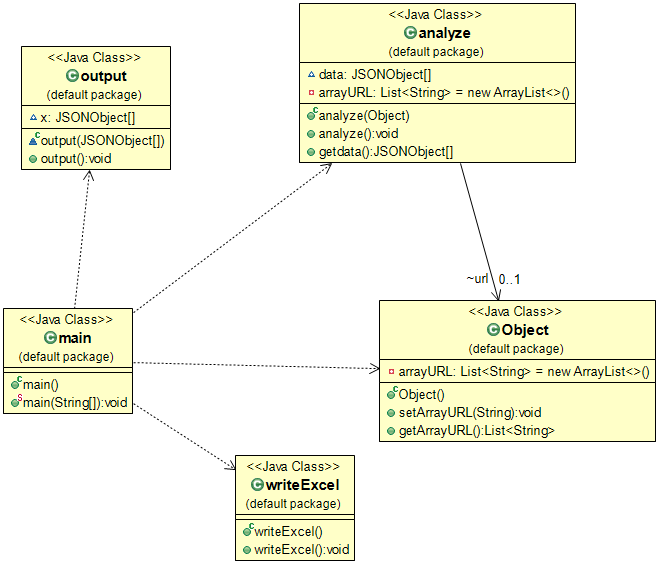 <<Java Class>>
analyze
(default package)
data: JSONObject[]
arrayURL: List<String> = new ArrayList<>()
analyze(Object)
analyze():void
getdata():JSONObject[]
<<Java Class>>
output
(default package)
x: JSONObject[]
output(JSONObject[])
output():void
~url 0..1
<<Java Class>>
main
(default package)
main()
main(String[]):void
<<Java Class>>
Object
(default package)
arrayURL: List<String> = new ArrayList<>()
Object()
setArrayURL(String):void
getArrayURL():List<String>
<<Java Class>>
writeExcel
(default package)
writeExcel()
writeExcel():void